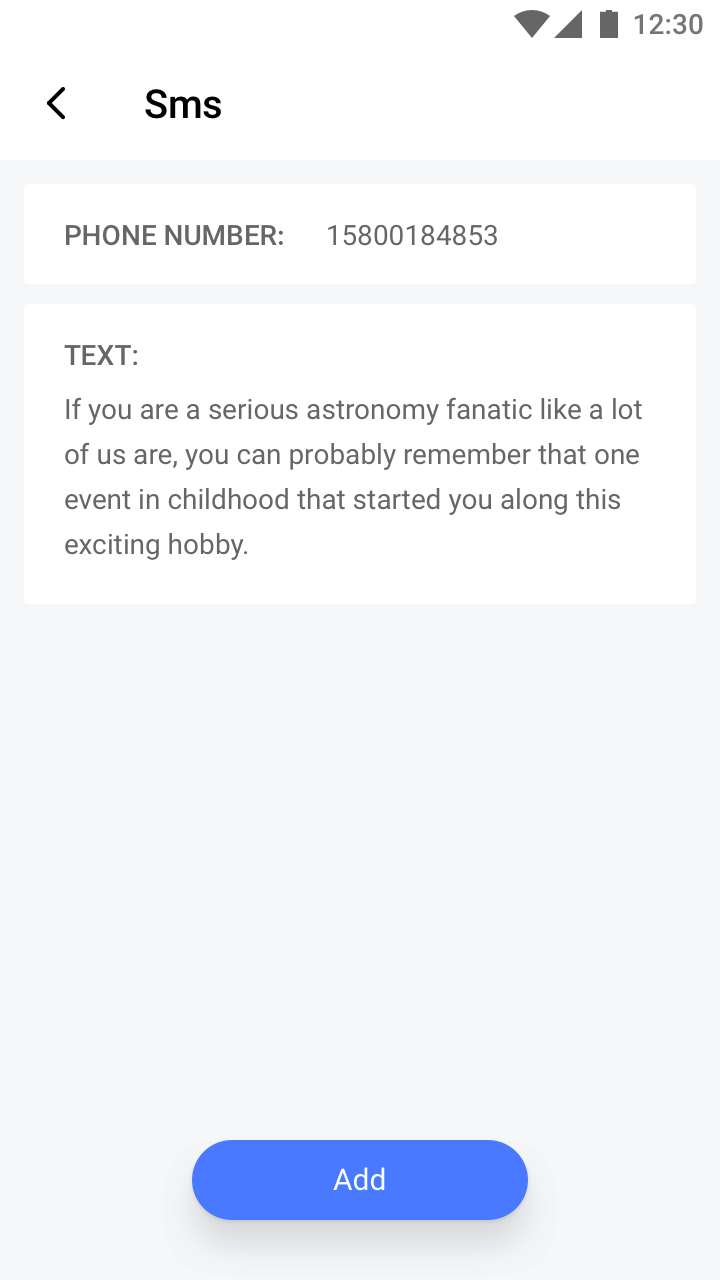 12:30
Sms
PHONE NUMBER: 15800184853
TEXT:
If you are a serious astronomy fanatic like a lot
of us are, you can probably remember that one
event in childhood that started you along this
exciting hobby.
Add